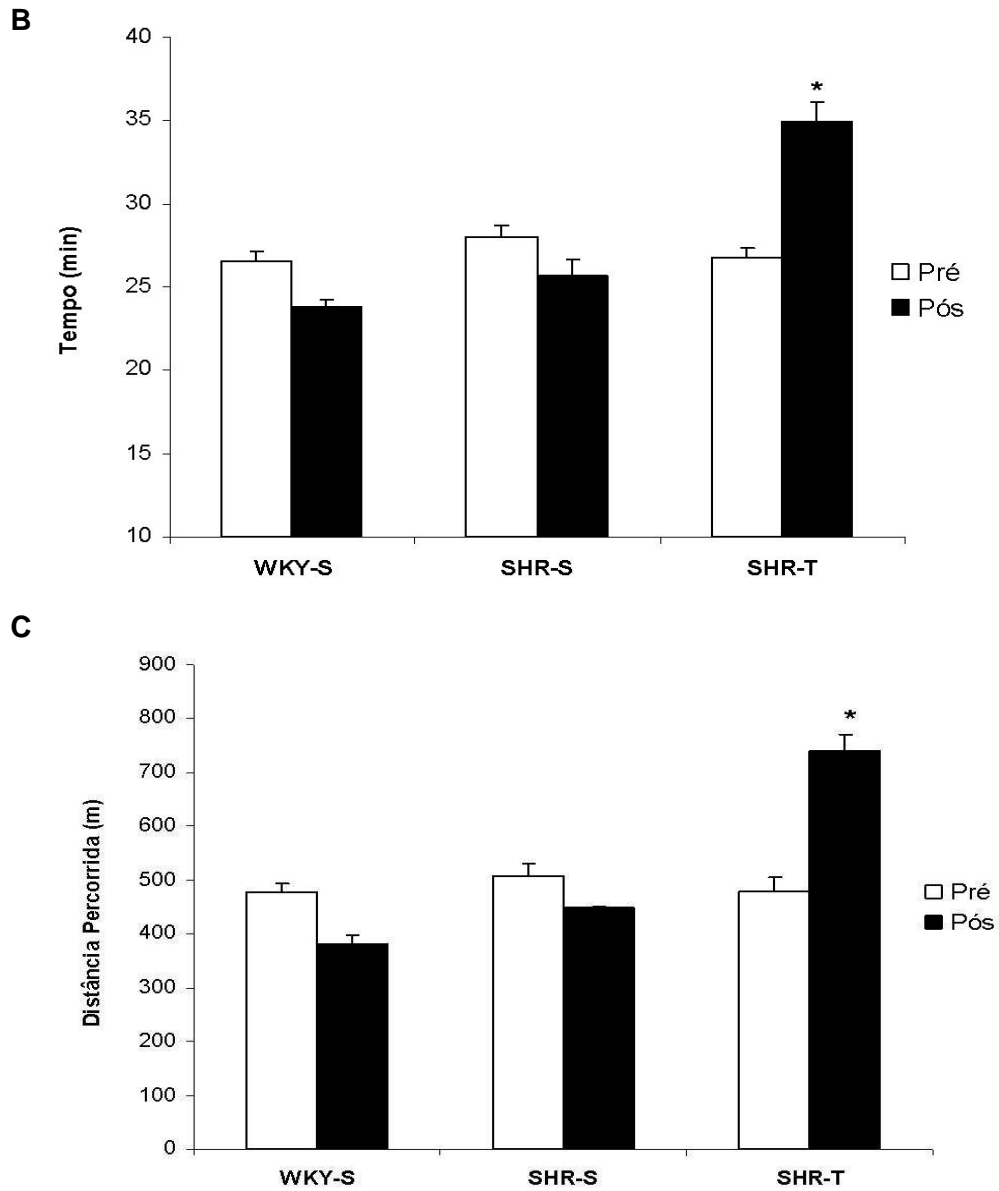 B
40
35
30
25
20
15
10
Tempo (min)
*
WKY-S SHR-S SHR-T
Pré
Pós
C
900
800
700
600
500
400
300
200
100
0
Distância Percorrida (m)
*
WKY-S SHR-S SHR-T
Pré
Pós